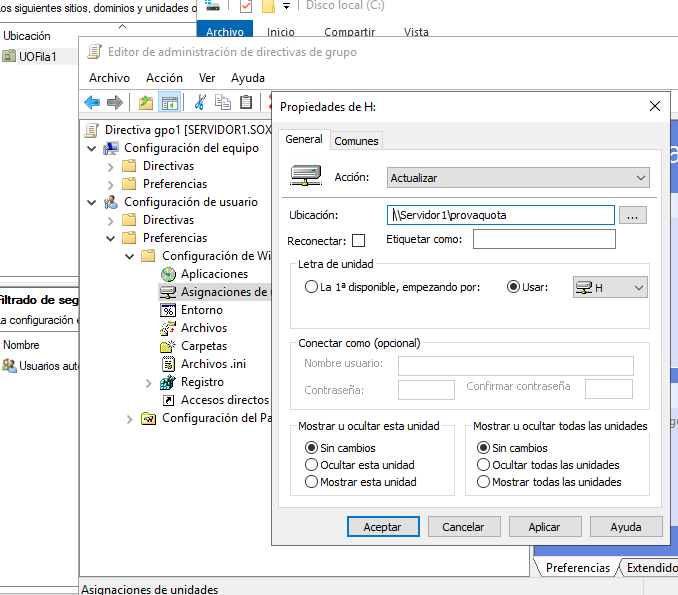 os siguientes sitios, dominios y unidades o
Disco local (C:)
Archivo Inicio Compartir Vista
Ubicación
UOFila1
Editor de administración de directivas de grupo
Archivo Acción Ver Ayuda
Directiva gpo1 [SERVIDOR1.SOX
Configuración del equipo
Directivas
Preferencias
Configuración de usuario
Directivas
Preferencias
Configuración de Wi
Aplicaciones
Asignaciones de
Entorno
Archivos
Carpetas
Archivos .ini
Registro
Accesos directos
Configuración del Pa
iltrado de seg
a configuración e
Nombre
Usuarios aut
Propiedades de H:
General Comunes
Acción: Actualizar
Ubicación: \\Servidor1\provaquota ...
Reconectar: Etiquetar como:
Letra de unidad
La 1ª disponible, empezando por: Usar: H
Conectar como (opcional)
Nombre usuario:
Contraseña: Confirmar contraseña
Mostrar u ocultar esta unidad
Sin cambios
Ocultar esta unidad
Mostrar esta unidad
Mostrar u ocultar todas las unidades
Sin cambios
Ocultar todas las unidades
Mostrar todas las unidades
Aceptar Cancelar Aplicar Ayuda
Preferencias Extendido
Asignaciones de unidades